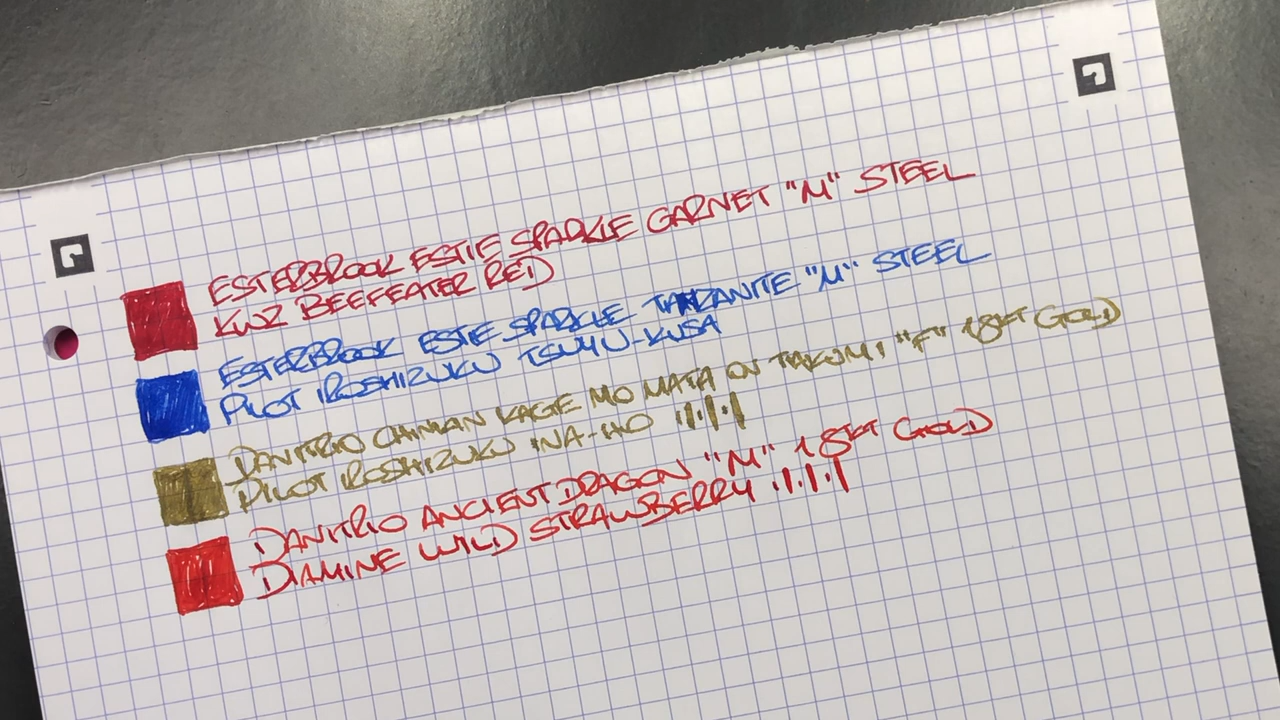 ESTERBROOK ESTIE SPARKLE GARNET "M" STEEL
KWZ BEEFEATER RED
ESTERBROOK ESTIE SPARKLE TANZANITE "M" STEEL
PILOT IROSHIZUKU TSUYU-KUSA
DANITRIO CHIMAN KAGE MO MATA ON TAKUMI "F" 18KT GOLD
PILOT IROSHIZUKU INA-HO
DANITRIO ANCIENT DRAGON "M" 18KT GOLD
DIAMINE WILD STRAWBERRY